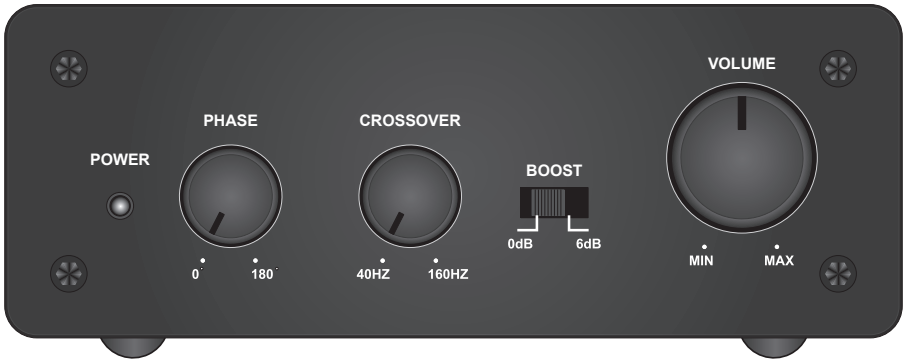 VOLUME
PHASE
CROSSOVER
POWER
BOOST
0dB
6dB
MIN
MAX
0
180
40HZ
160HZ